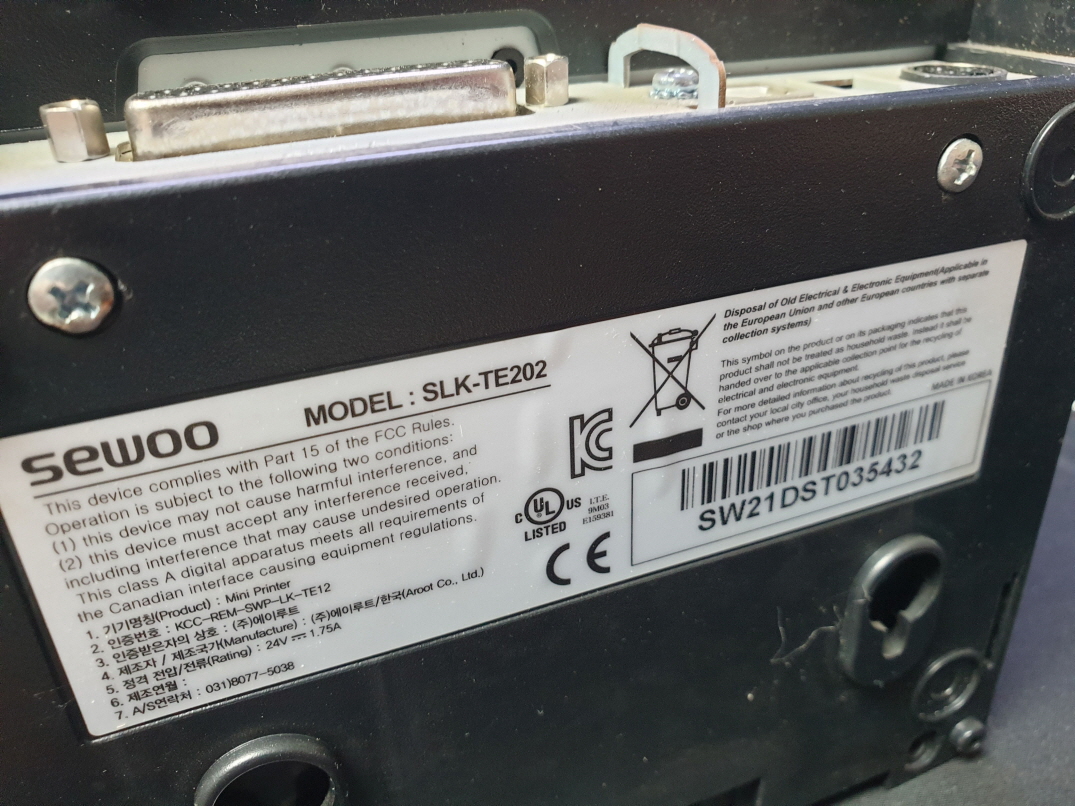 sewoo
MODEL : SLK-TE202
This device complies with Part 15 of the FCC Rules.
Operation is subject to the following two conditions:
(1) this device may not cause harmful interference, and
(2) this device must accept any interference received.
including interference that may cause undesired operation.
This class A digital apparatus meets all requirements of
the Canadian interface causing equipment regulations.
1. 기기명칭(Product) : Mini Printer
2. 인증번호 : KCC-REM-SWP-LK-TE12
3. 인증받은자의 상호 : (주)에이루트
4. 제조자 / 제조국가(Manufacture) : (주)에이루트/한국(Aroot Co., Ltd.)
5. 정격 전압/전류(Rating) : 24V ⎓ 1.75A
6. 제조연월 :
7. A/S연락처 : 031)8077-5038
C UL US
LISTED
I.T.E.
9M03
E159381
CE
Disposal of Old Electrical & Electronic Equipment(Applicable in
the European Union and other European countries with separate
collection systems)
This symbol on the product or on its packaging indicates that this
product shall not be treated as household waste. Instead it shall be
handed over to the applicable collection point for the recycling of
electrical and electronic equipment.
For more detailed information about recycling of this product, please
contact your local city office, your household waste disposal service
or the shop where you purchased the product.
MADE IN KOREA
SW21DST035432